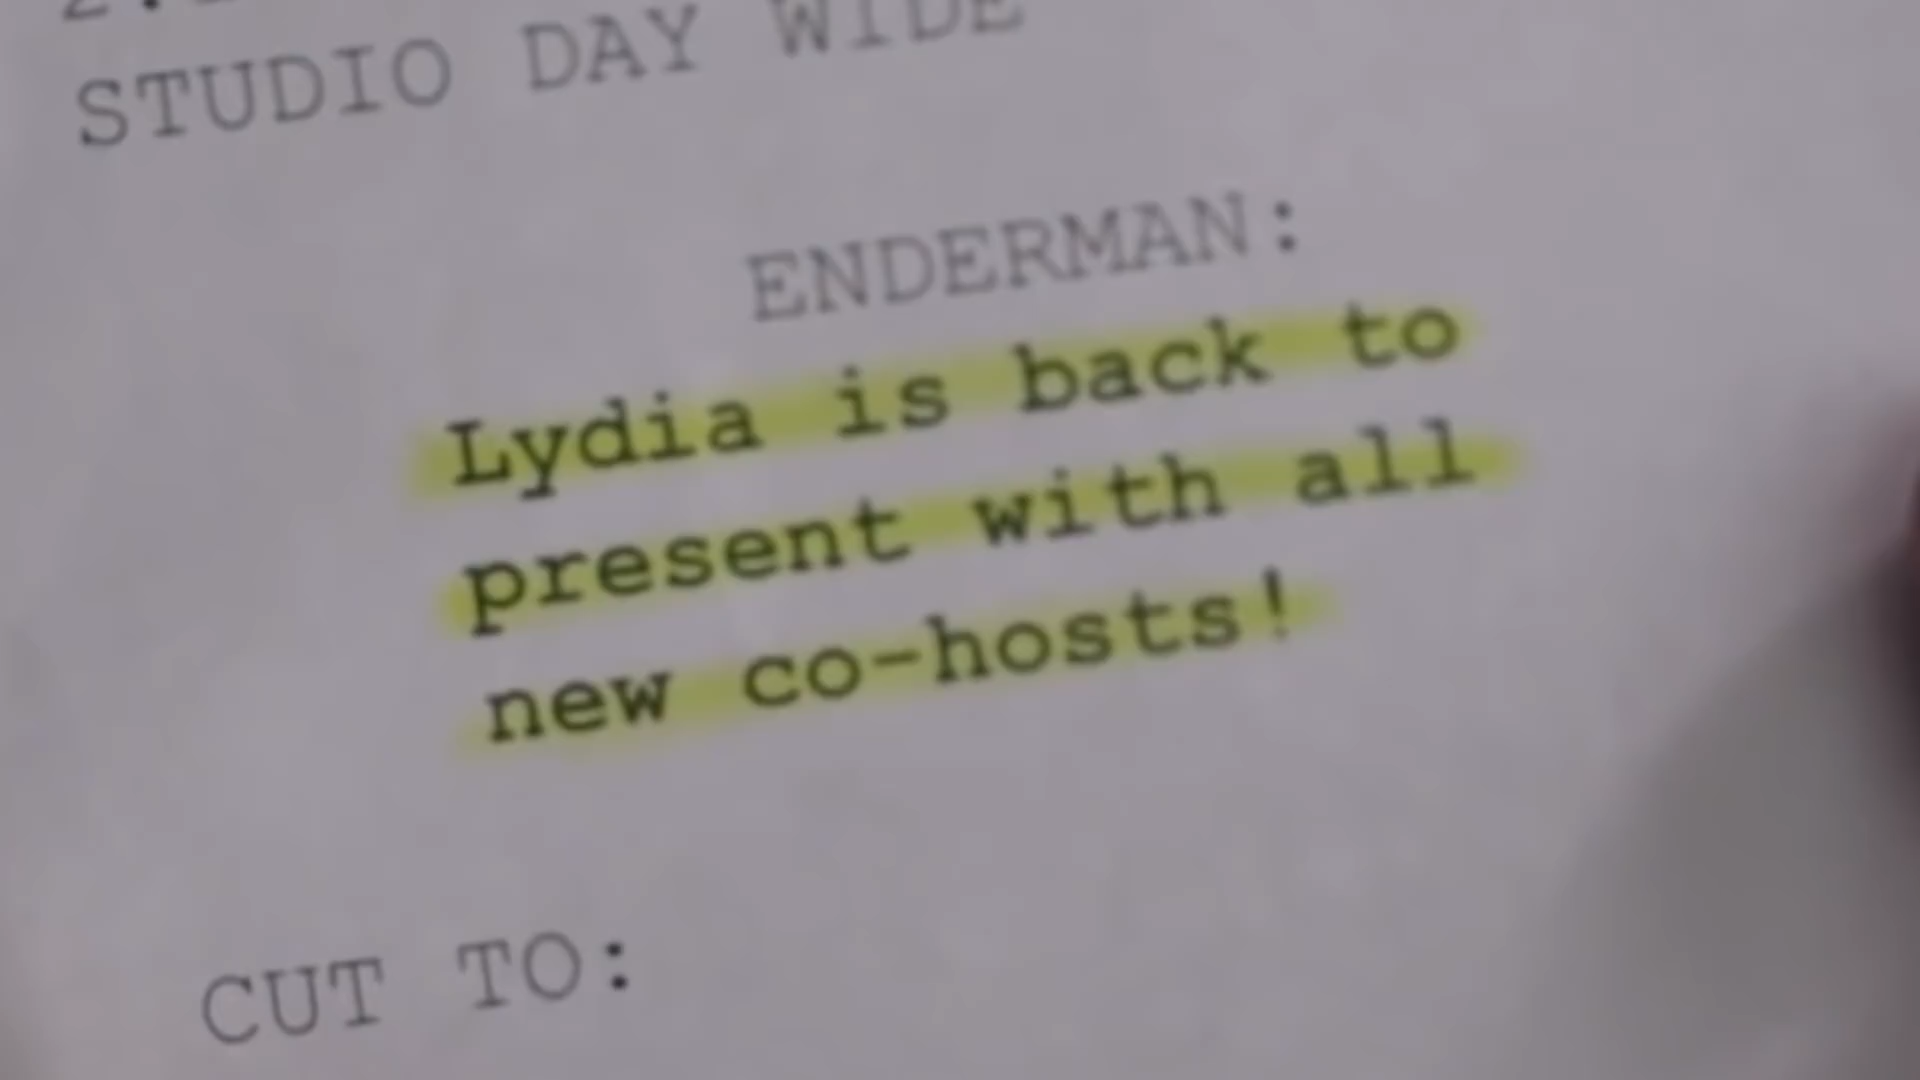 STUDIO DAY WIDE
ENDERMAN:
Lydia is back to
present with all
new co-hosts!
CUT TO: